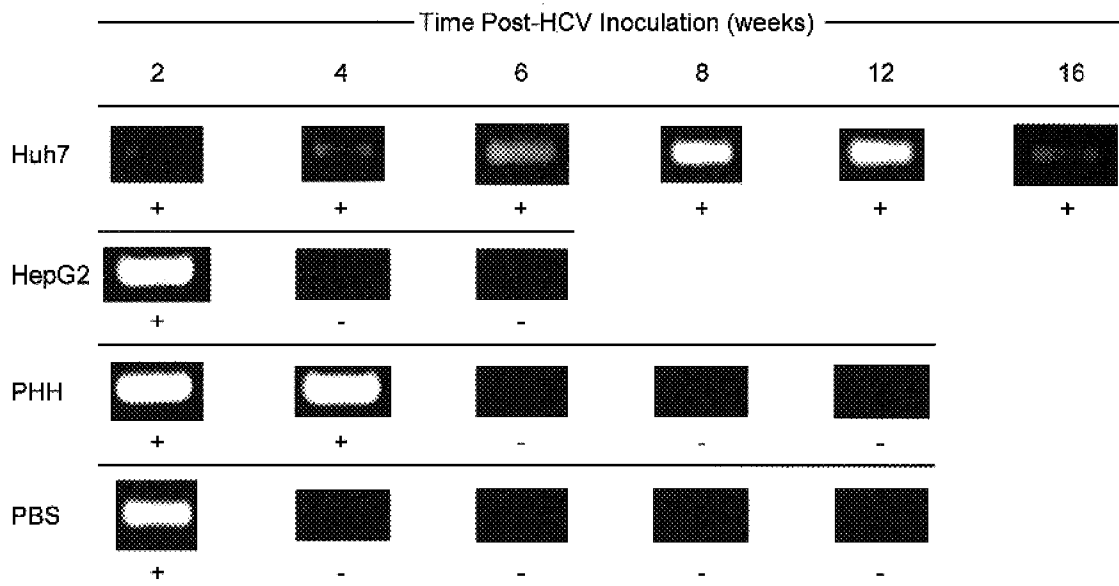 Time Post-HCV Inoculation (weeks)
2 4 6 8 12 16
Huh7
+ + + + + +
HepG2
+ - -
PHH
+ + - - -
PBS
+ - - - -